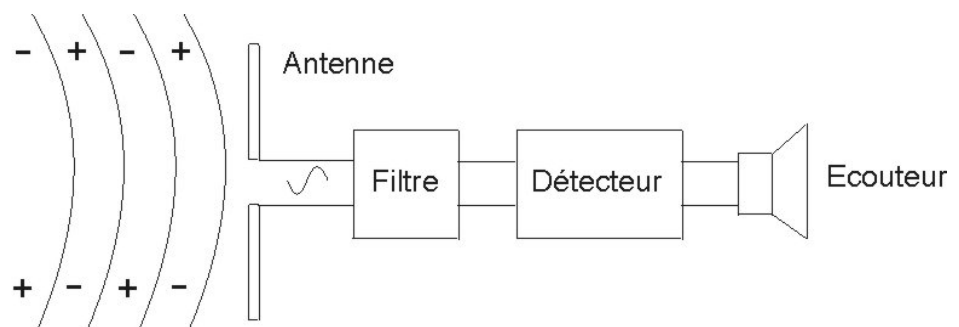 - + - +
Antenne
Filtre
Détecteur
Ecouteur
+ - + -